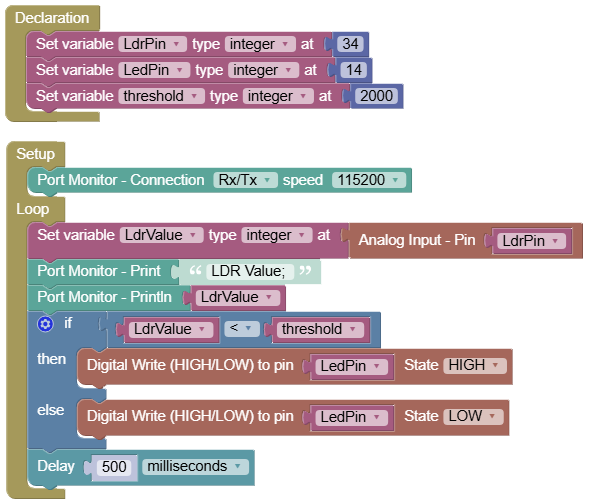 Declaration
Set variable LdrPin type integer at 34
Set variable LedPin type integer at 14
Set variable threshold type integer at 2000
Setup
Port Monitor - Connection Rx/Tx speed 115200
Loop
Set variable LdrValue type integer at Analog Input - Pin LdrPin
Port Monitor - Print “ LDR Value; ”
Port Monitor - Println LdrValue
if LdrValue < threshold
then Digital Write (HIGH/LOW) to pin LedPin State HIGH
else Digital Write (HIGH/LOW) to pin LedPin State LOW
Delay 500 milliseconds